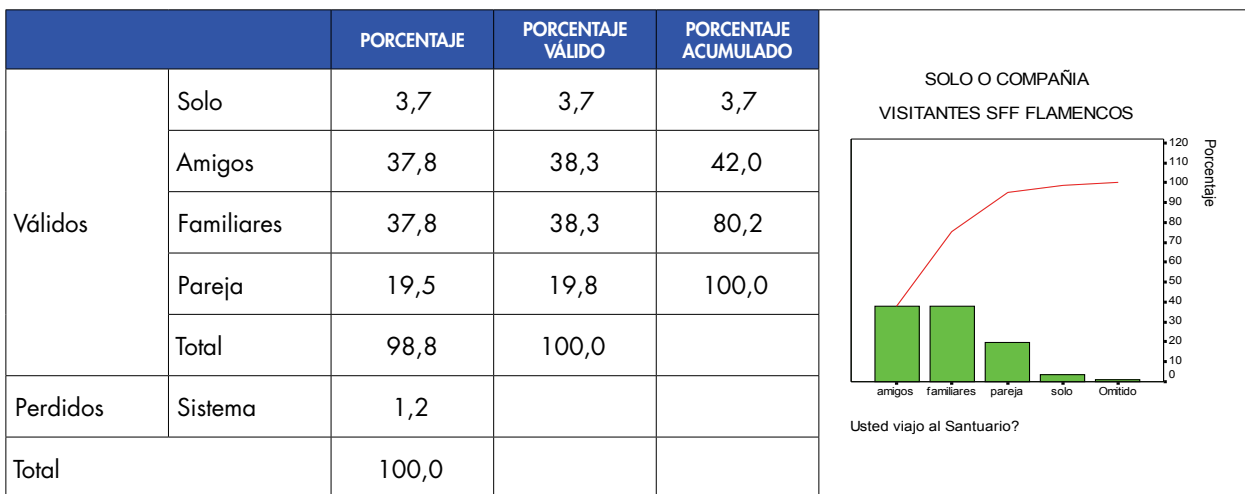 PORCENTAJE
PORCENTAJE
VÁLIDO
PORCENTAJE
ACUMULADO
Válidos
Solo
3,7
3,7
3,7
Amigos
37,8
38,3
42,0
Familiares
37,8
38,3
80,2
Pareja
19,5
19,8
100,0
Total
98,8
100,0
Perdidos
Sistema
1,2
Total
100,0
SOLO O COMPAÑIA
VISITANTES SFF FLAMENCOS
120
110
100
90
80
70
60
50
40
30
20
10
0
Porcentaje
amigos
familiares
pareja
solo
Omitido
Usted viajo al Santuario?